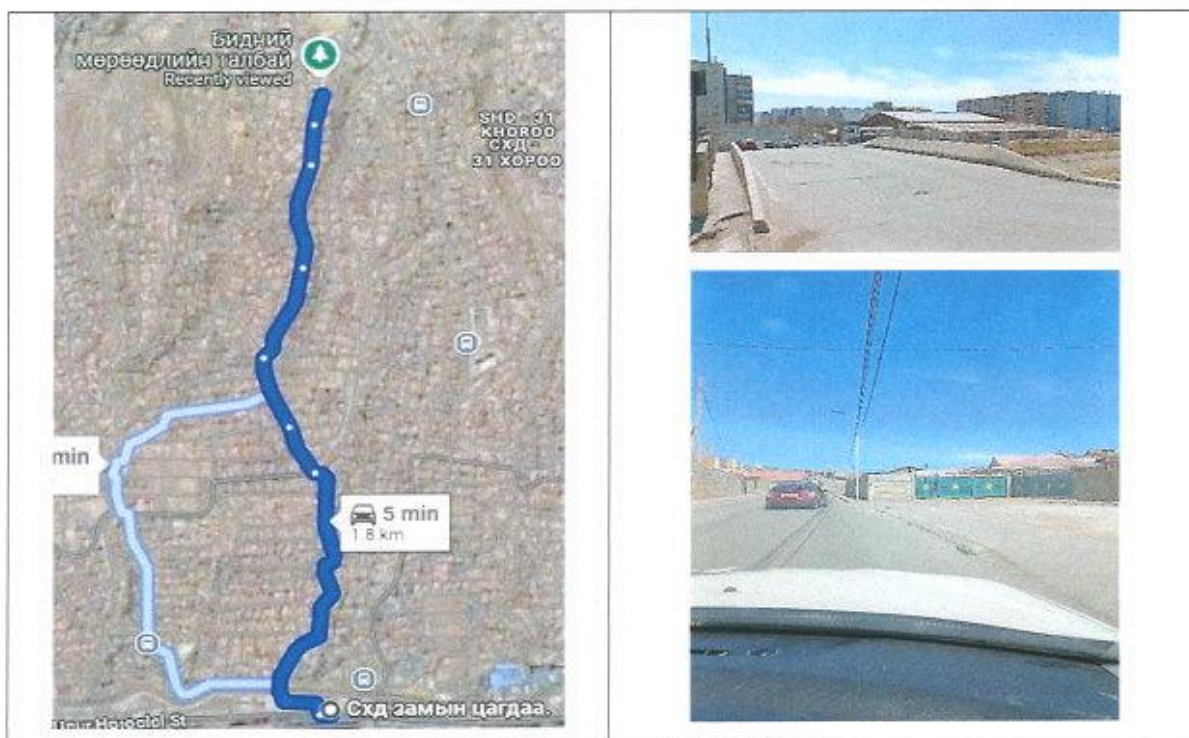 Бидний
мөрөөдлийн талбай
Recently viewed
SHD - 31
KHOROO
СХД -
31 ХОРОО
min
5 min
1.8 km
Схд замын цагдаа.
St